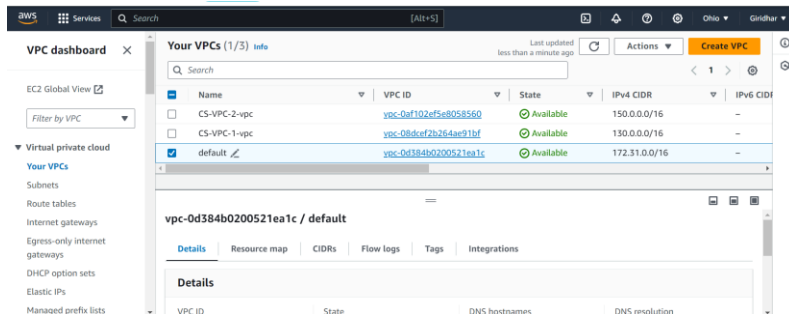 aws Services Search [Alt+S] Ohio Giridhar
VPC dashboard
EC2 Global View
Filter by VPC
Virtual private cloud
Your VPCs
Subnets
Route tables
Internet gateways
Egress-only internet
gateways
DHCP option sets
Elastic IPs
Managed prefix lists
Your VPCs (1/3) Info
Last updated
less than a minute ago
Actions
Create VPC
Search
1
Name VPC ID State IPv4 CIDR IPv6 CIDR
CS-VPC-2-vpc vpc-0af102ef5e8058560 Available 150.0.0.0/16 –
CS-VPC-1-vpc vpc-08dcef2b264ae91bf Available 130.0.0.0/16 –
default vpc-0d384b0200521ea1c Available 172.31.0.0/16 –
vpc-0d384b0200521ea1c / default
Details Resource map CIDRs Flow logs Tags Integrations
Details
VPC ID State DNS hostnames DNS resolution